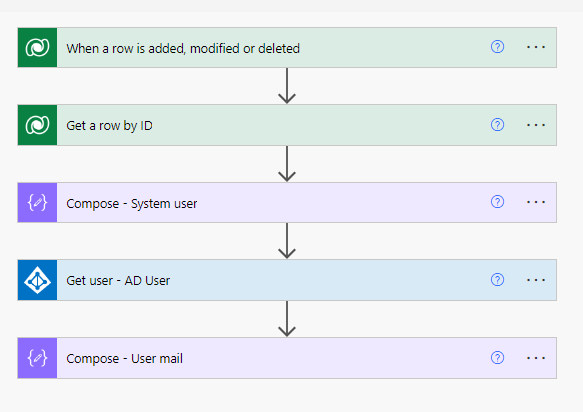 When a row is added, modified or deleted
Get a row by ID
Compose - System user
Get user - AD User
Compose - User mail